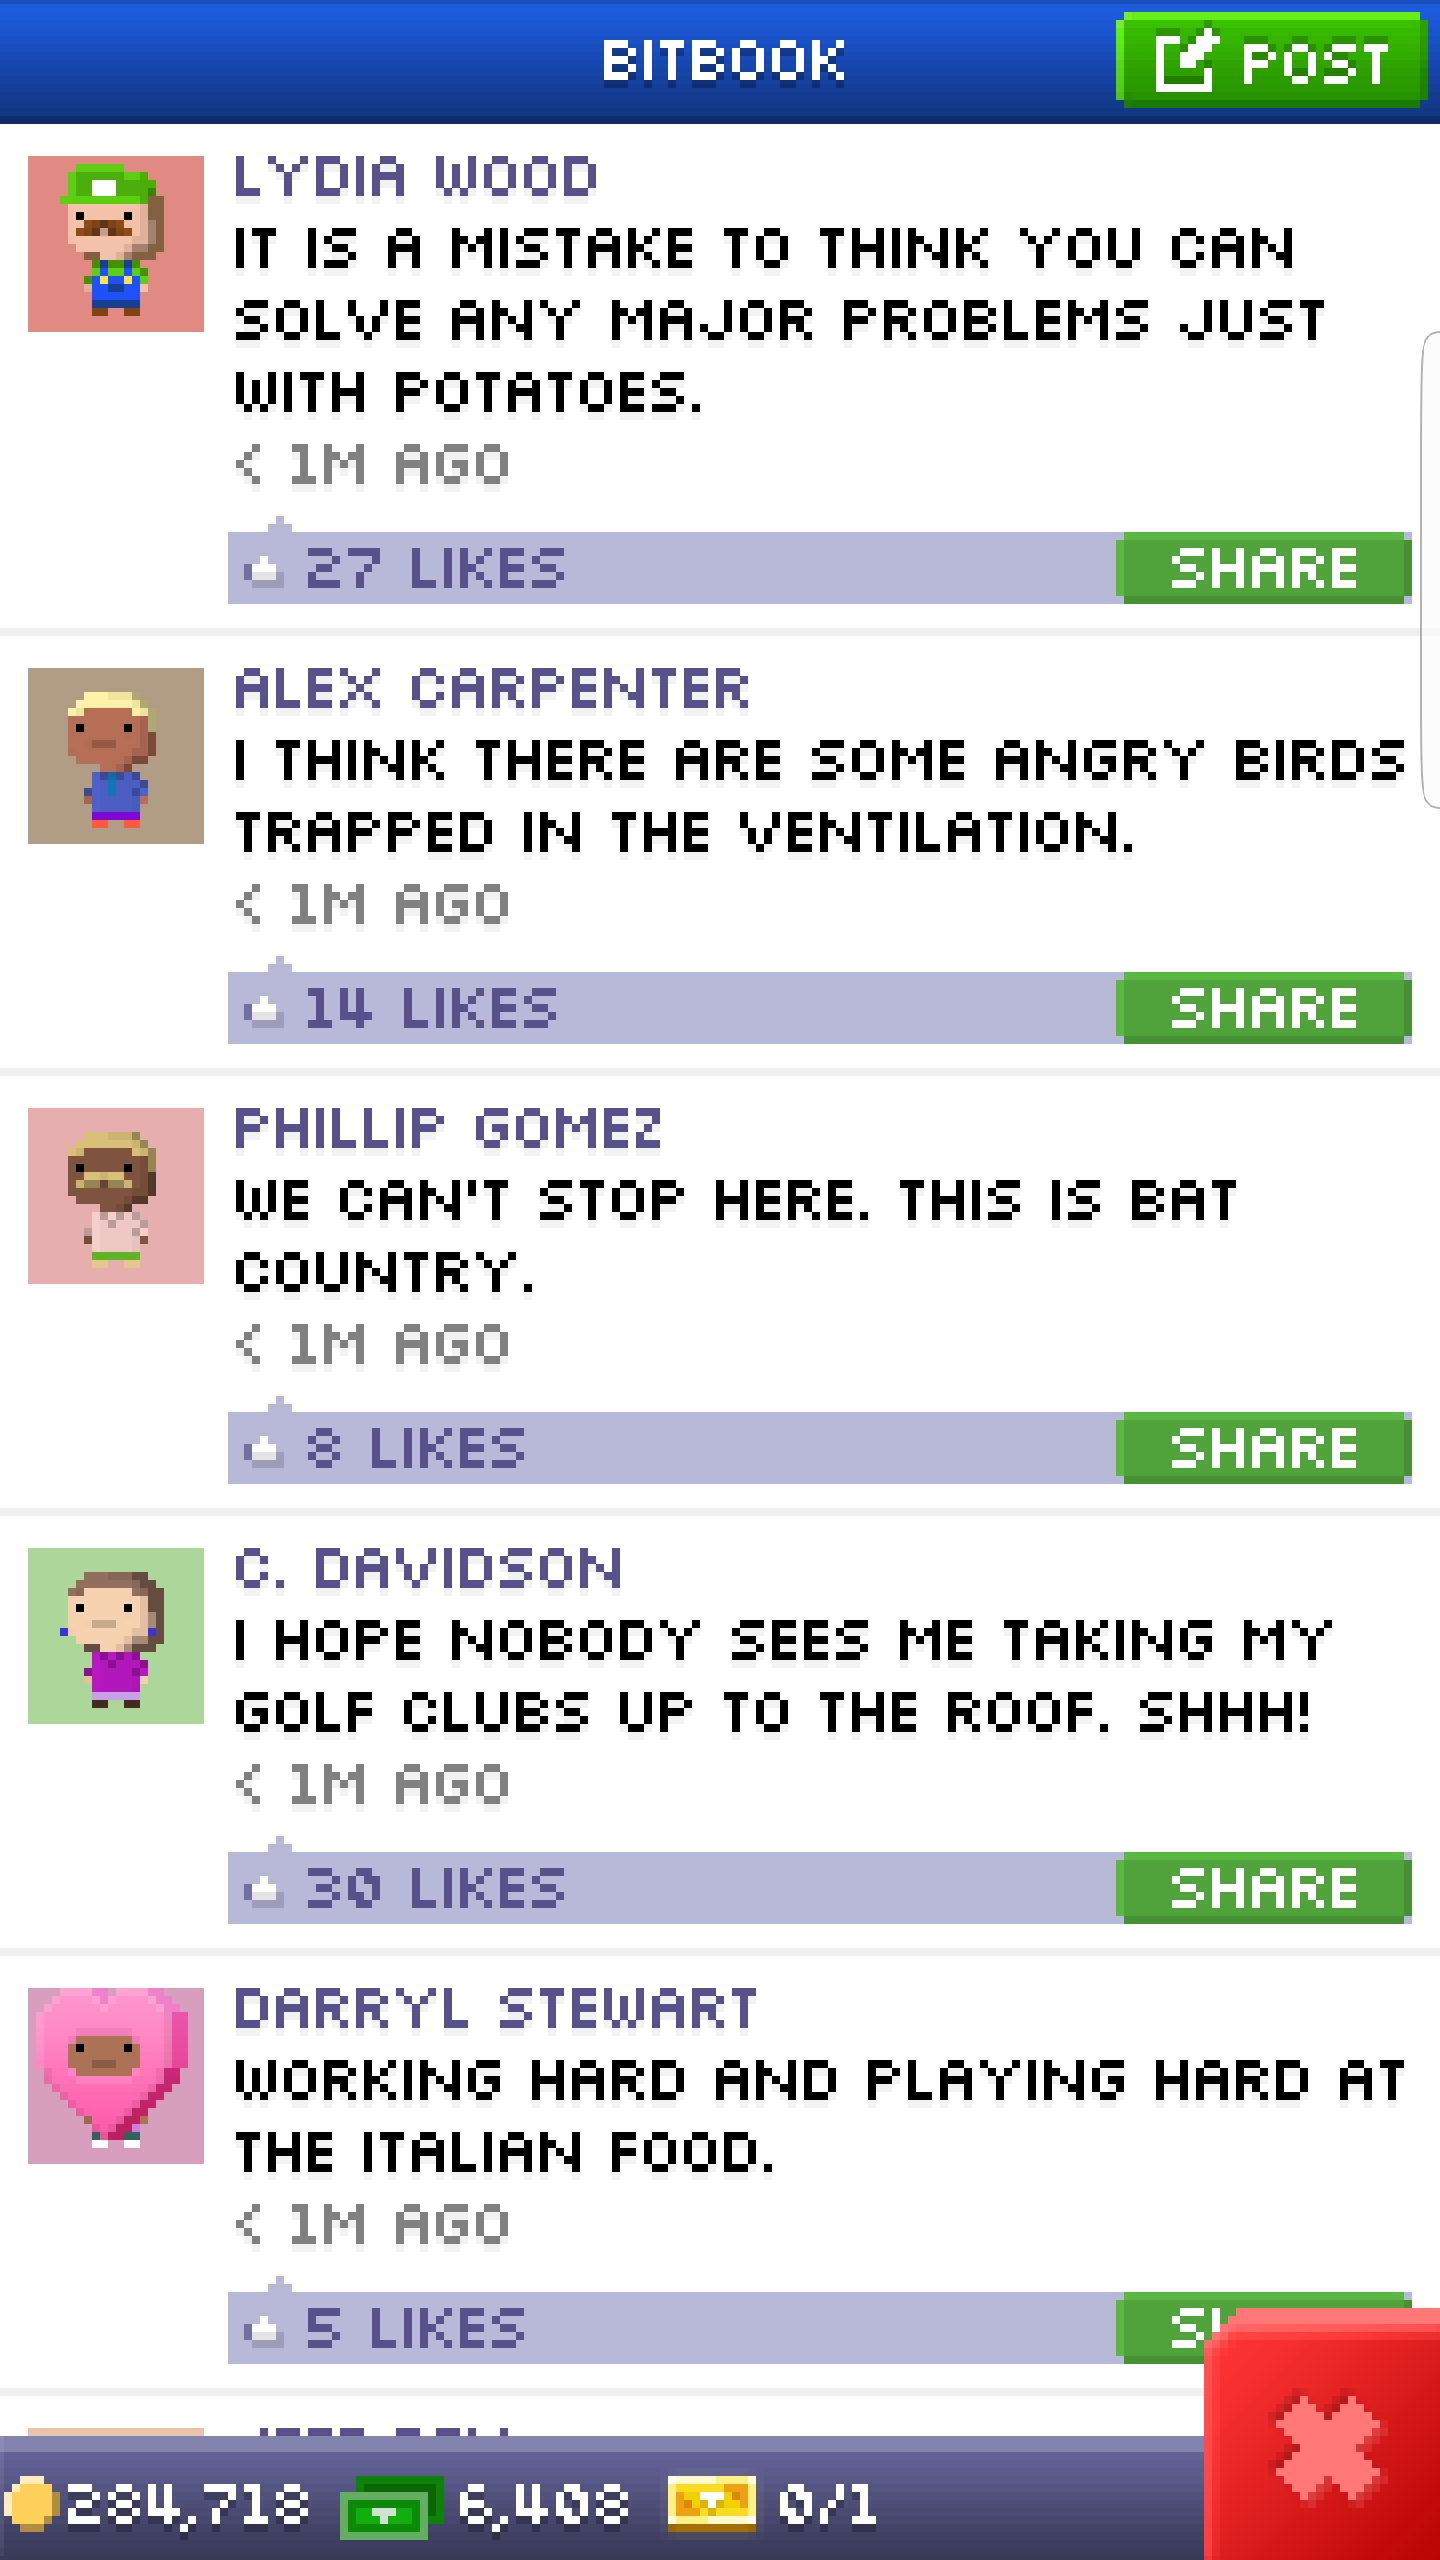 BITBOOK
POST
LYDIA WOOD
IT IS A MISTAKE TO THINK YOU CAN
SOLVE ANY MAJOR PROBLEMS JUST
WITH POTATOES.
< 1M AGO
27 LIKES
SHARE
ALEX CARPENTER
I THINK THERE ARE SOME ANGRY BIRDS
TRAPPED IN THE VENTILATION.
< 1M AGO
14 LIKES
SHARE
PHILLIP GOMEZ
WE CAN'T STOP HERE. THIS IS BAT
COUNTRY.
< 1M AGO
8 LIKES
SHARE
C. DAVIDSON
I HOPE NOBODY SEES ME TAKING MY
GOLF CLUBS UP TO THE ROOF. SHHH!
< 1M AGO
30 LIKES
SHARE
DARRYL STEWART
WORKING HARD AND PLAYING HARD AT
THE ITALIAN FOOD.
< 1M AGO
5 LIKES
284,718
6,408
0/1